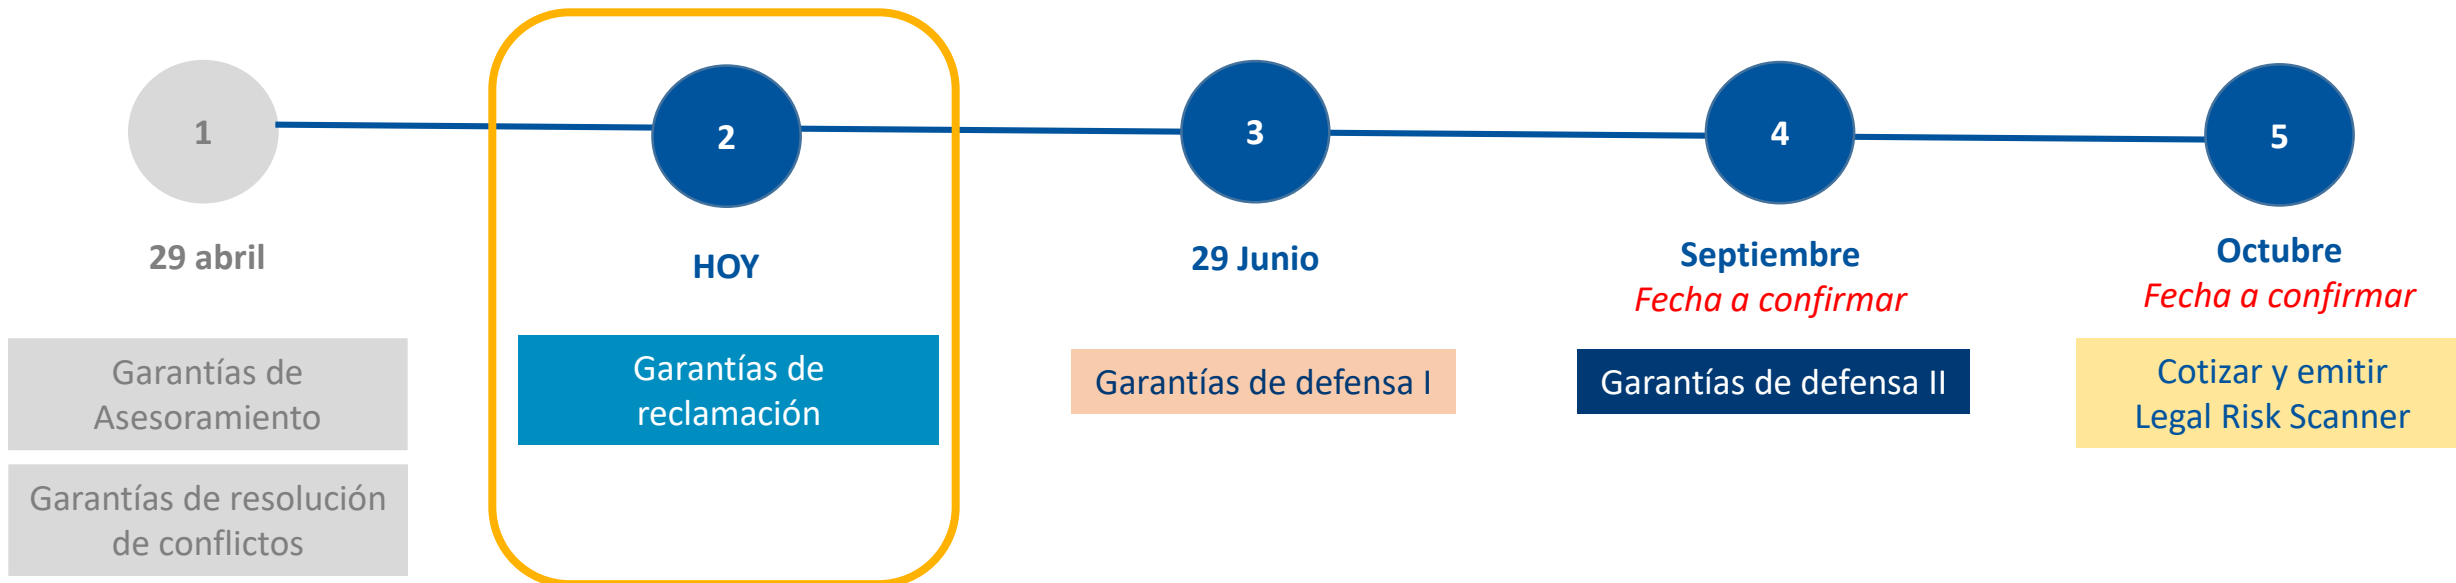 1
2
3
4
5
29 abril
HOY
29 Junio
Septiembre
Fecha a confirmar
Octubre
Fecha a confirmar
Garantías de
Asesoramiento
Garantías de resolución
de conflictos
Garantías de
reclamación
Garantías de defensa I
Garantías de defensa II
Cotizar y emitir
Legal Risk Scanner